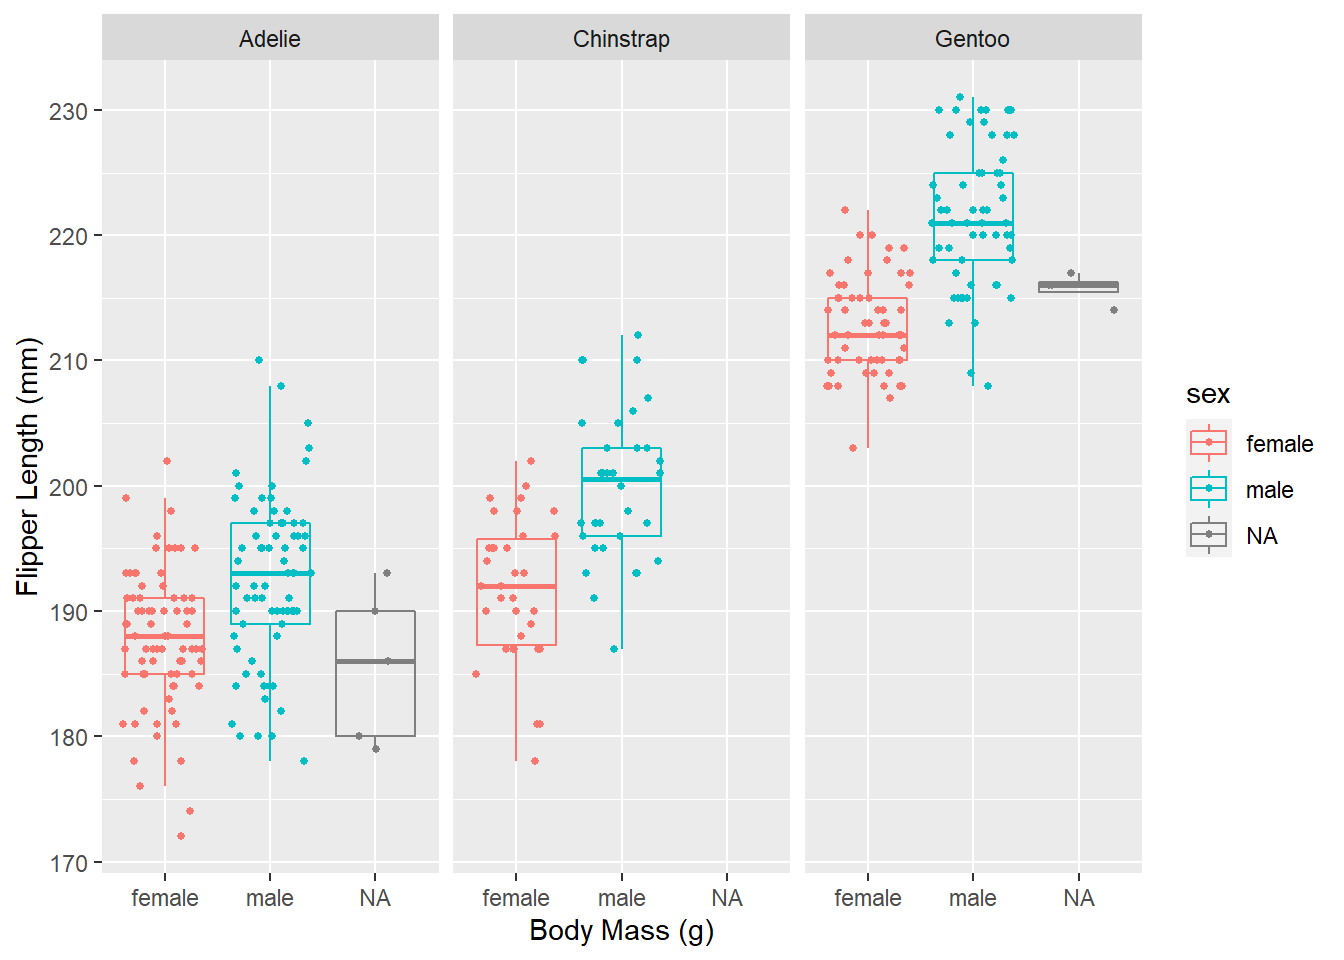 Adelie Chinstrap Gentoo
230
220
210
200
190
180
170
Flipper Length (mm)
female male NA female male NA female male NA
Body Mass (g)
sex
female
male
NA